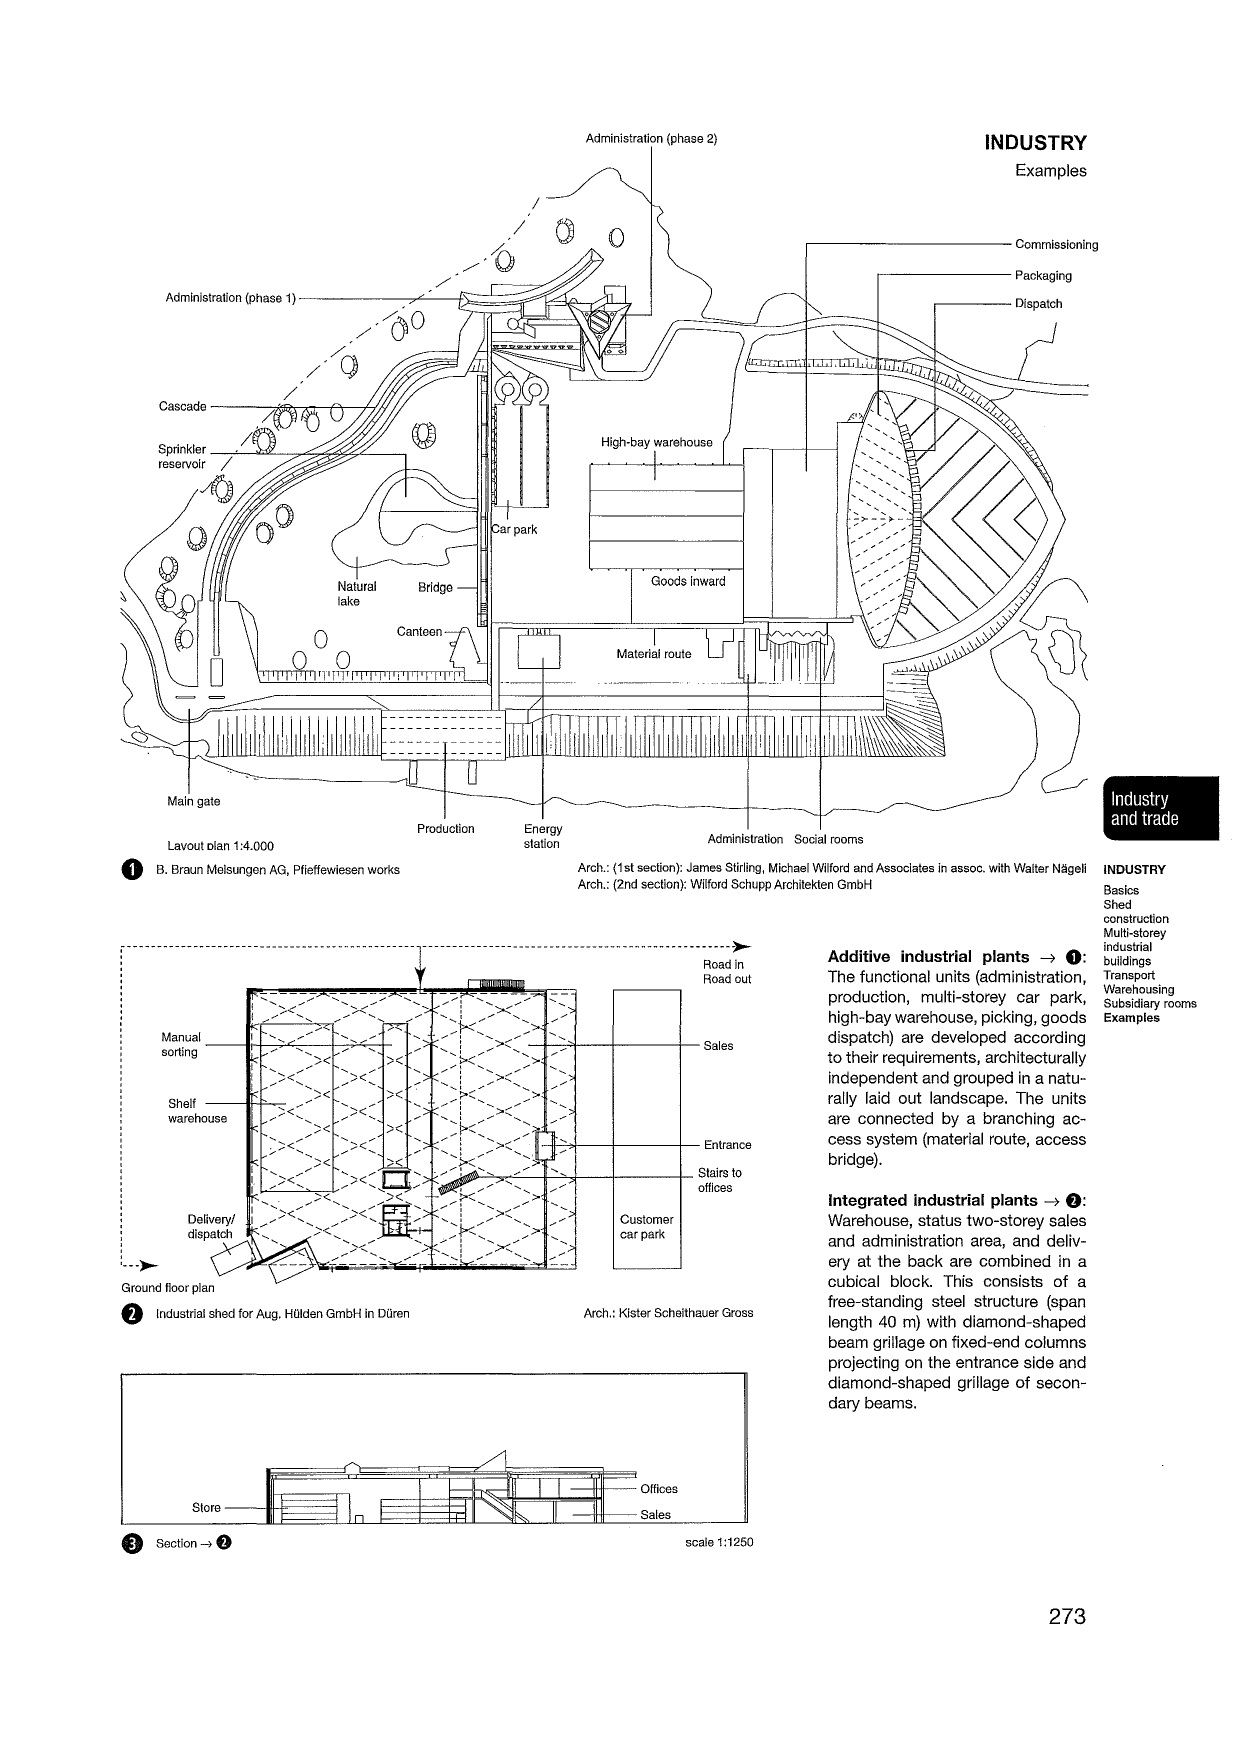 INDUSTRY
Examples
Administration (phase 2)
Commissioning
Packaging
Dispatch
Administration (phase 1)
Cascade
Sprinkler
reservoir
High-bay warehouse
Car park
Natural
lake
Bridge
Goods inward
Canteen
Material route
Main gate
Production
Energy
station
Administration
Social rooms
Layout plan 1:4.000
1 B. Braun Melsungen AG, Pfieffewiesen works
Arch.: (1st section): James Stirling, Michael Wilford and Associates in assoc. with Walter Nägeli
Arch.: (2nd section): Wilford Schupp Architekten GmbH
Industry
and trade
INDUSTRY
Basics
Shed
construction
Multi-storey
industrial
buildings
Transport
Warehousing
Subsidiary rooms
Examples
Road in
Road out
Manual
sorting
Sales
Shelf
warehouse
Entrance
Stairs to
offices
Delivery/
dispatch
Customer
car park
Ground floor plan
2 Industrial shed for Aug. Hülden GmbH in Düren
Arch.: Kister Scheithauer Gross
Offices
Store
Sales
3 Section → 2
scale 1:1250
Additive industrial plants → 1:
The functional units (administration,
production, multi-storey car park,
high-bay warehouse, picking, goods
dispatch) are developed according
to their requirements, architecturally
independent and grouped in a natu-
rally laid out landscape. The units
are connected by a branching ac-
cess system (material route, access
bridge).
Integrated industrial plants → 2:
Warehouse, status two-storey sales
and administration area, and deliv-
ery at the back are combined in a
cubical block. This consists of a
free-standing steel structure (span
length 40 m) with diamond-shaped
beam grillage on fixed-end columns
projecting on the entrance side and
diamond-shaped grillage of secon-
dary beams.
273